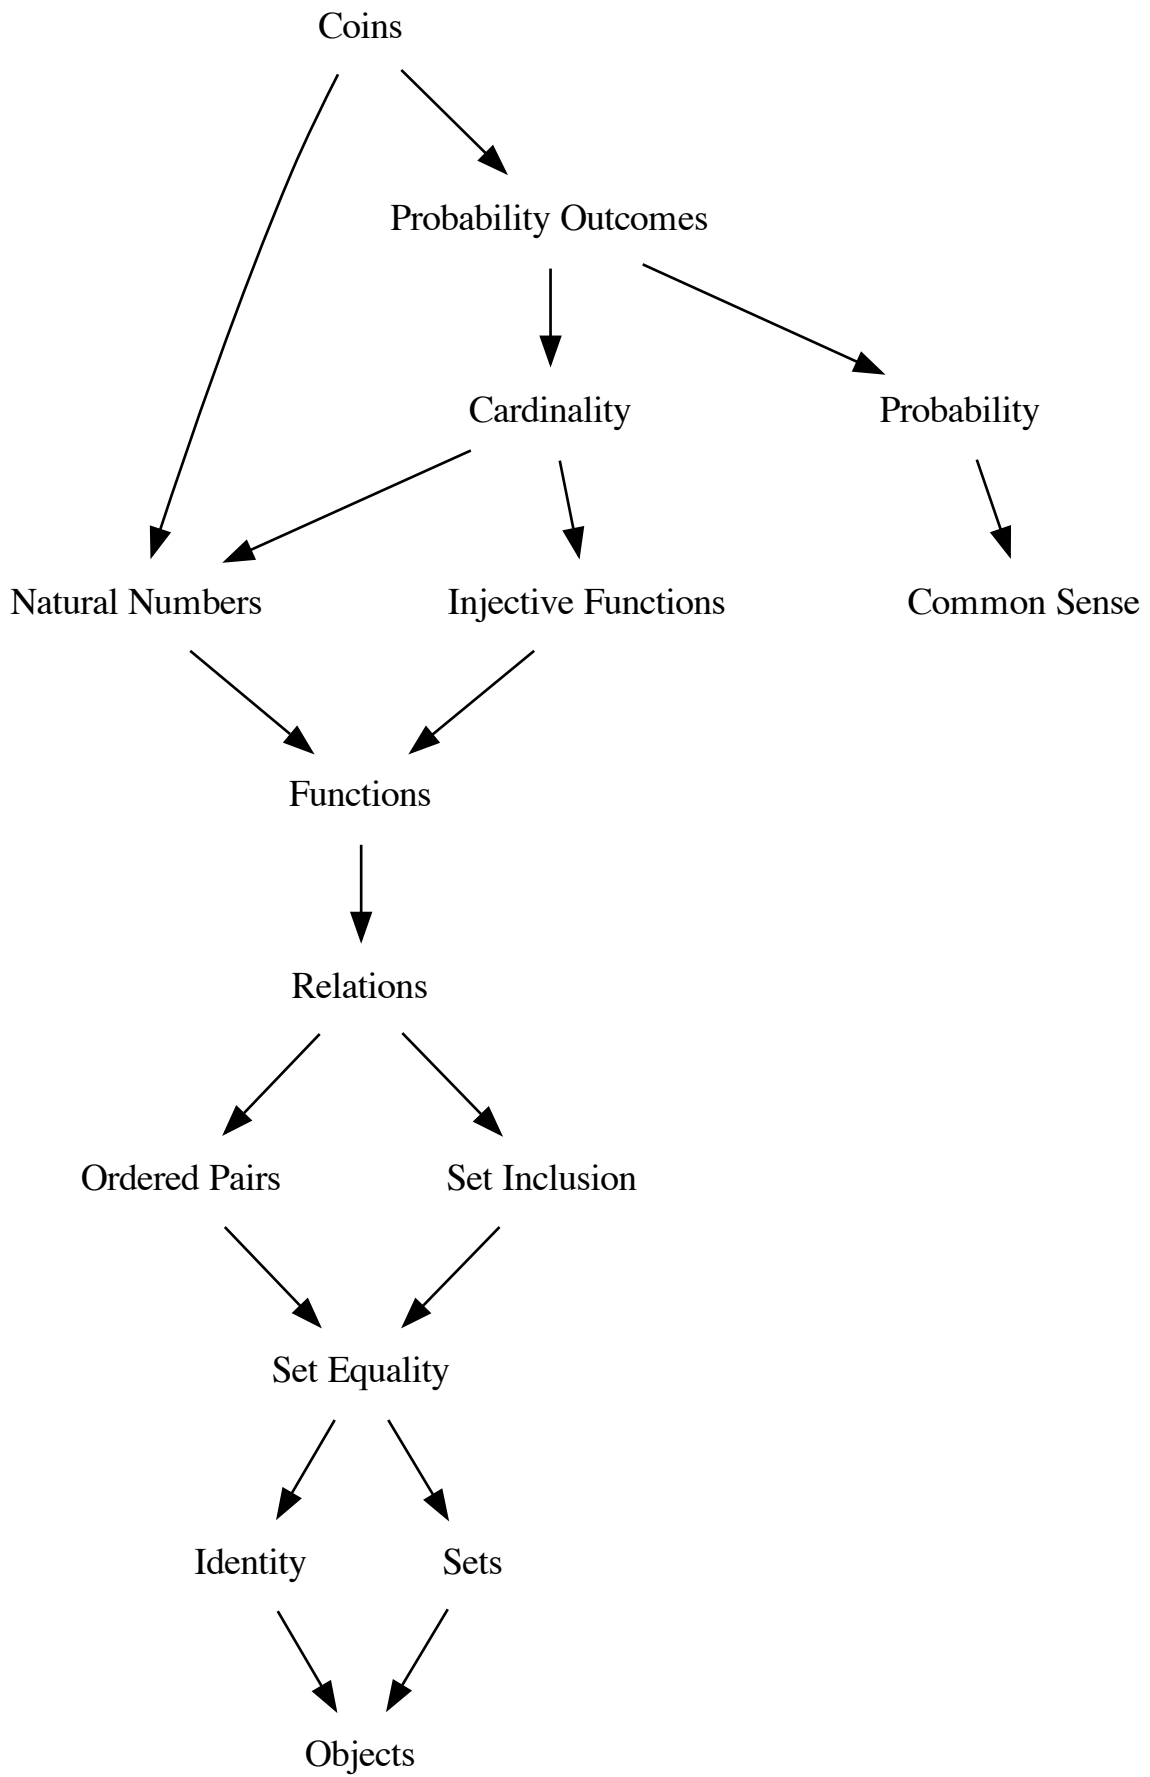 Coins
Probability Outcomes
Cardinality
Probability
Natural Numbers
Injective Functions
Common Sense
Functions
Relations
Ordered Pairs
Set Inclusion
Set Equality
Identity
Sets
Objects